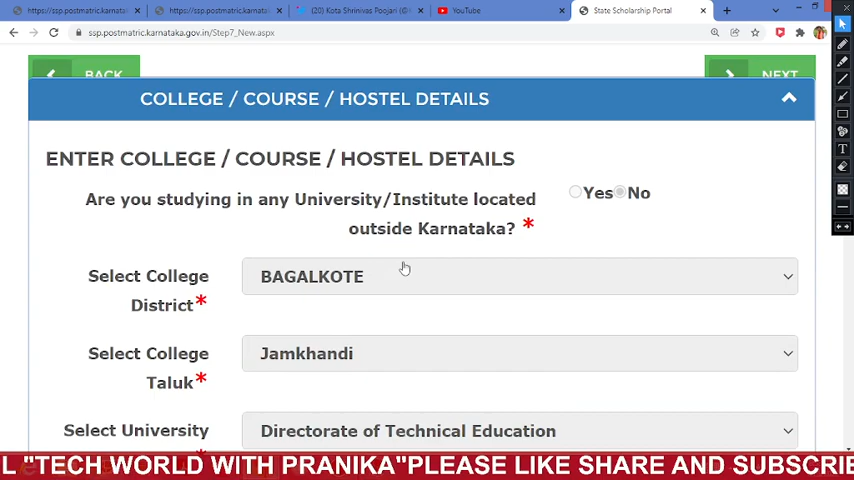 https://ssp.postmatric.karnatak
https://ssp.postmatric.karnatak
(20) Kota Shrinivas Poojari (@
YouTube
State Scholarship Portal
ssp.postmatric.karnataka.gov.in/Step7_New.aspx
BACK
NEXT
COLLEGE / COURSE / HOSTEL DETAILS
ENTER COLLEGE / COURSE / HOSTEL DETAILS
Are you studying in any University/Institute located
outside Karnataka? *
Yes No
Select College
District*
BAGALKOTE
Select College
Taluk*
Jamkhandi
Select University
Directorate of Technical Education
L "TECH WORLD WITH PRANIKA"PLEASE LIKE SHARE AND SUBSCRIBE